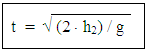 t = √(2 · h₂) / g